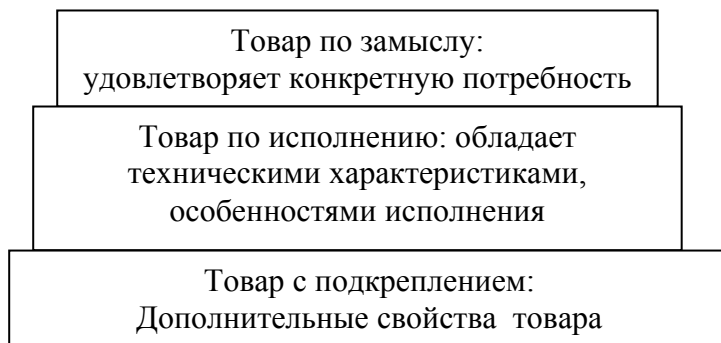 Товар по замыслу:
удовлетворяет конкретную потребность
Товар по исполнению: обладает
техническими характеристиками,
особенностями исполнения
Товар с подкреплением:
Дополнительные свойства товара